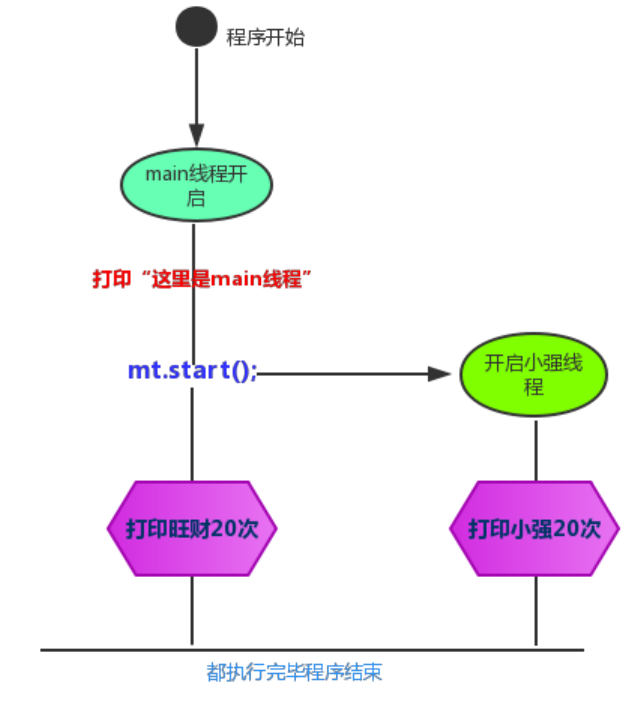 程序开始
main线程开
启
打印“这里是main线程”
mt.start();
开启小强线
程
打印旺财20次
打印小强20次
都执行完毕程序结束